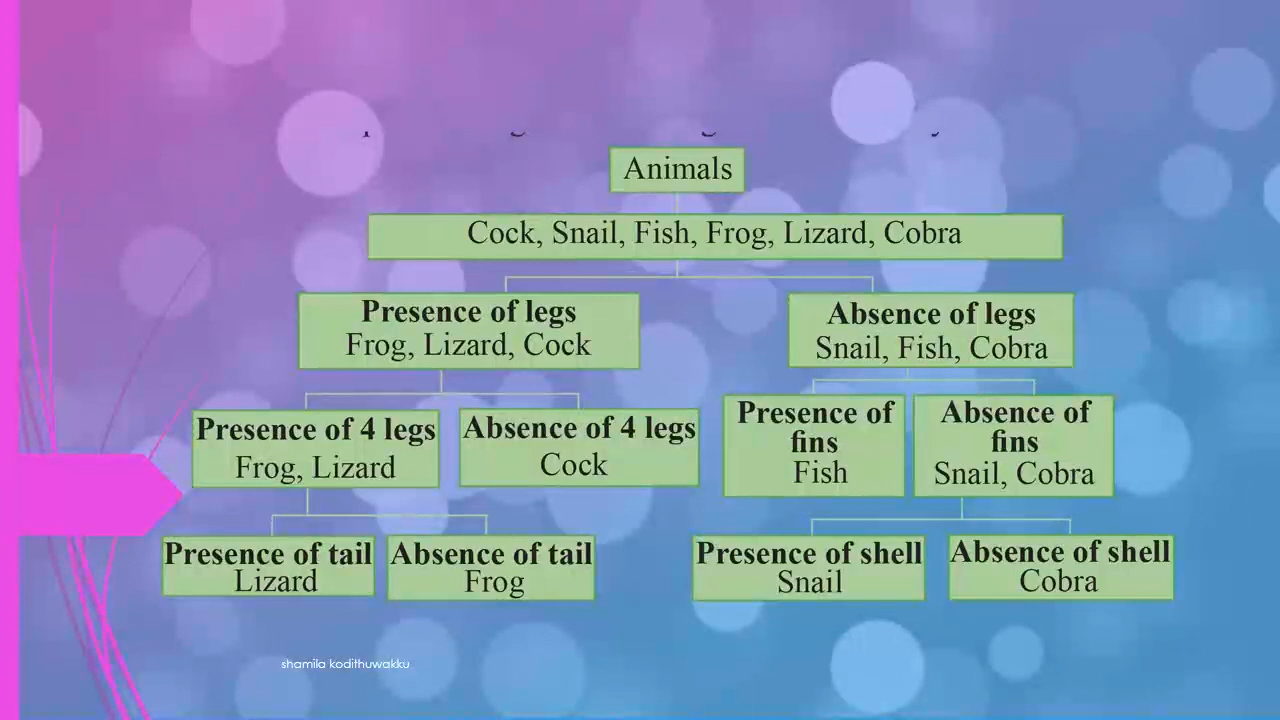 Animals
Cock, Snail, Fish, Frog, Lizard, Cobra
Presence of legs
Frog, Lizard, Cock
Absence of legs
Snail, Fish, Cobra
Presence of 4 legs
Frog, Lizard
Absence of 4 legs
Cock
Presence of
fins
Fish
Absence of
fins
Snail, Cobra
Presence of tail
Lizard
Absence of tail
Frog
Presence of shell
Snail
Absence of shell
Cobra
shamila kodithuwakku